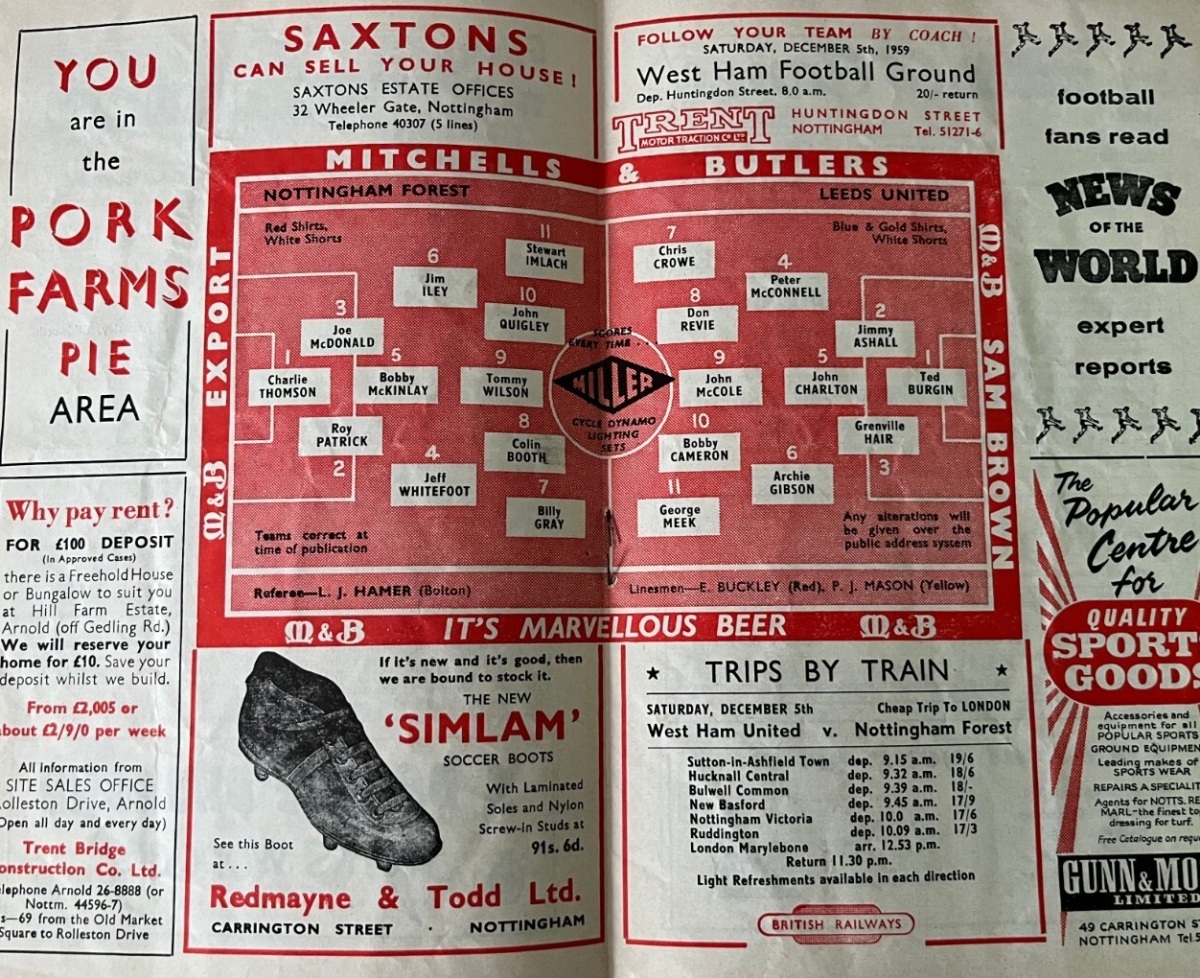 YOU
are in
the
PORK
FARMS
PIE
AREA
Why pay rent?
FOR £100 DEPOSIT
(In Approved Cases)
there is a Freehold House
or Bungalow to suit you
at Hill Farm Estate,
Arnold (off Gedling Rd.)
We will reserve your
home for £10. Save your
deposit whilst we build.
From £2,005 or
about £2/9/0 per week
All information from
SITE SALES OFFICE
Rolleston Drive, Arnold
(Open all day and every day)
Trent Bridge
Construction Co. Ltd.
Telephone Arnold 26-8888 (or
Nottm. 44596-7)
s—69 from the Old Market
Square to Rolleston Drive
SAXTONS
CAN SELL YOUR HOUSE!
SAXTONS ESTATE OFFICES
32 Wheeler Gate, Nottingham
Telephone 40307 (5 lines)
FOLLOW YOUR TEAM BY COACH !
SATURDAY, DECEMBER 5th, 1959
West Ham Football Ground
Dep. Huntingdon Street, 8.0 a.m. 20/- return
TRENT
MOTOR TRACTION Co LTD
HUNTINGDON STREET
NOTTINGHAM Tel. 51271-6
MITCHELLS & BUTLERS
M&B EXPORT
M&B SAM BROWN
NOTTINGHAM FOREST
LEEDS UNITED
Red Shirts,
White Shorts
Blue & Gold Shirts,
White Shorts
1
Charlie
THOMSON
3
Joe
McDONALD
Roy
PATRICK
2
6
Jim
ILEY
5
Bobby
McKINLAY
4
Jeff
WHITEFOOT
11
Stewart
IMLACH
10
John
QUIGLEY
9
Tommy
WILSON
8
Colin
BOOTH
7
Billy
GRAY
SCORES
EVERY TIME . . .
MILLER
CYCLE DYNAMO
LIGHTING
SETS
7
Chris
CROWE
8
Don
REVIE
9
John
McCOLE
10
Bobby
CAMERON
11
George
MEEK
4
Peter
McCONNELL
5
John
CHARLTON
6
Archie
GIBSON
2
Jimmy
ASHALL
Grenville
HAIR
3
1
Ted
BURGIN
Teams correct at
time of publication
Any alterations will
be given over the
public address system
Referee—L. J. HAMER (Bolton)
Linesmen—E. BUCKLEY (Red), P. J. MASON (Yellow)
M&B IT'S MARVELLOUS BEER M&B
If it's new and it's good, then
we are bound to stock it.
THE NEW
'SIMLAM'
SOCCER BOOTS
With Laminated
Soles and Nylon
Screw-in Studs at
91s. 6d.
See this Boot
at . . .
Redmayne & Todd Ltd.
CARRINGTON STREET · NOTTINGHAM
★ TRIPS BY TRAIN ★
SATURDAY, DECEMBER 5th Cheap Trip To LONDON
West Ham United v. Nottingham Forest
Sutton-in-Ashfield Town dep. 9.15 a.m. 19/6
Hucknall Central dep. 9.32 a.m. 18/6
Bulwell Common dep. 9.39 a.m. 18/-
New Basford dep. 9.45 a.m. 17/9
Nottingham Victoria dep. 10.0 a.m. 17/6
Ruddington dep. 10.09 a.m. 17/3
London Marylebone arr. 12.53 p.m.
Return 11.30 p.m.
Light Refreshments available in each direction
BRITISH RAILWAYS
football
fans read
NEWS
OF THE
WORLD
expert
reports
The
Popular
Centre
for
QUALITY
SPORTS
GOODS
Accessories and
equipment for all
POPULAR SPORTS
GROUND EQUIPMEN
Leading makes of
SPORTS WEAR
REPAIRS A SPECIALIT
Agents for NOTTS. RE
MARL—the finest top
dressing for turf.
Free Catalogue on requ
GUNN & MO
LIMITED
49 CARRINGTON S
NOTTINGHAM Tel.5